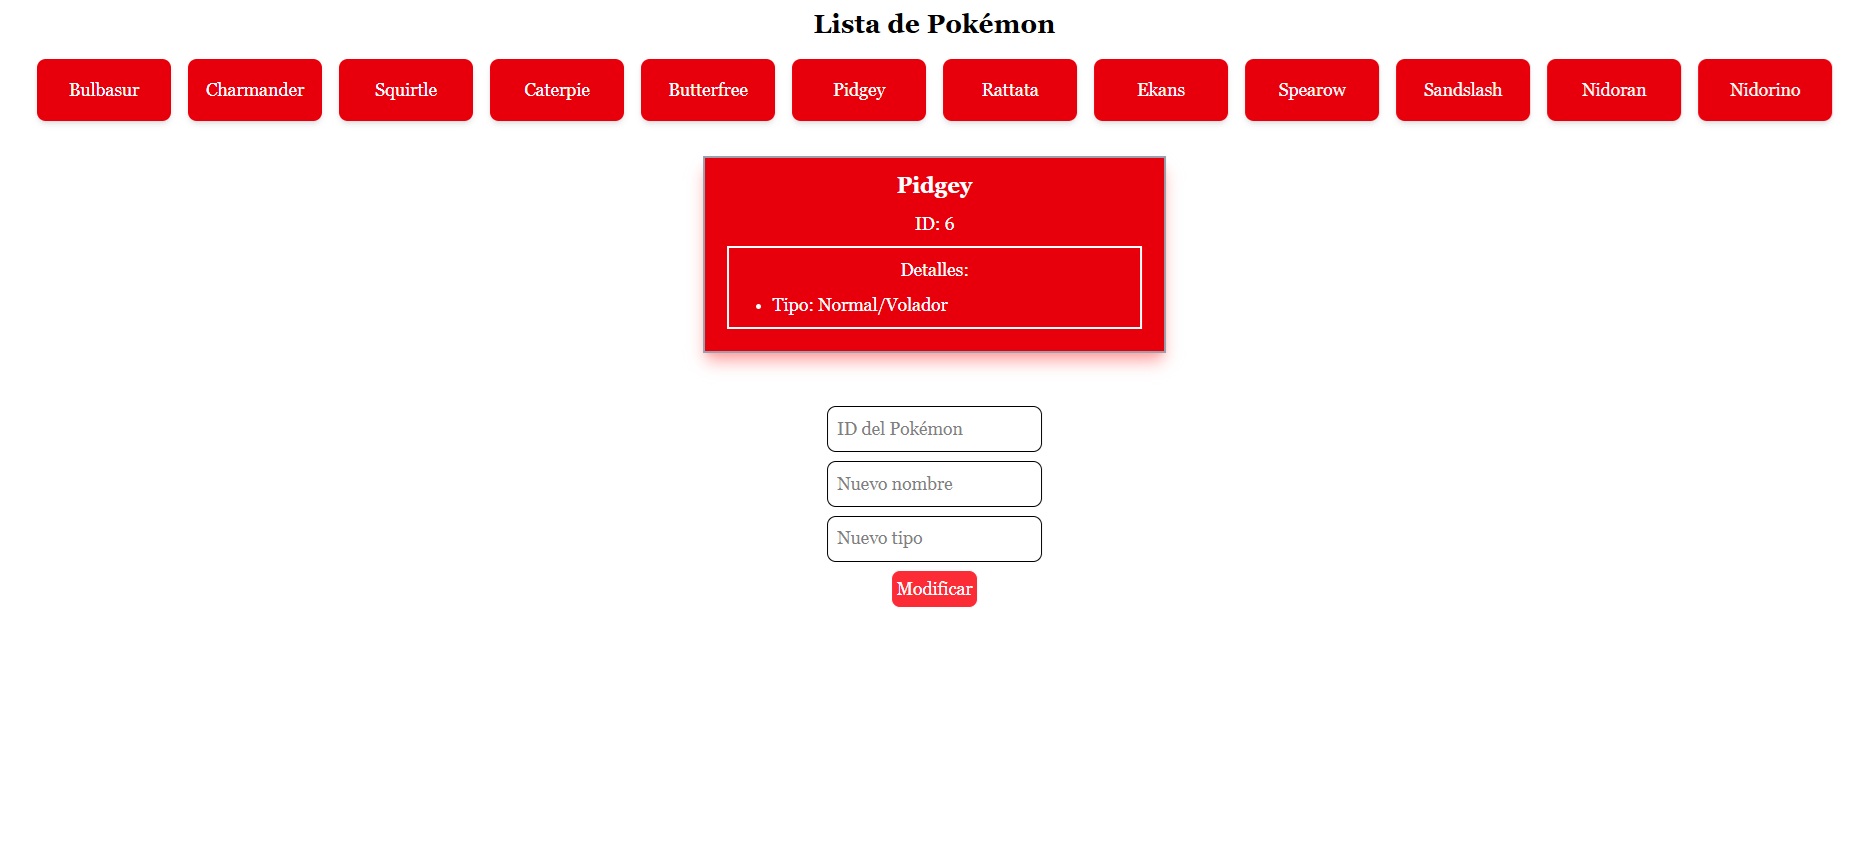 Lista de Pokémon
Bulbasur Charmander Squirtle Caterpie Butterfree Pidgey Rattata Ekans Spearow Sandslash Nidoran Nidorino
Pidgey
ID: 6
Detalles:
• Tipo: Normal/Volador
ID del Pokémon
Nuevo nombre
Nuevo tipo
Modificar